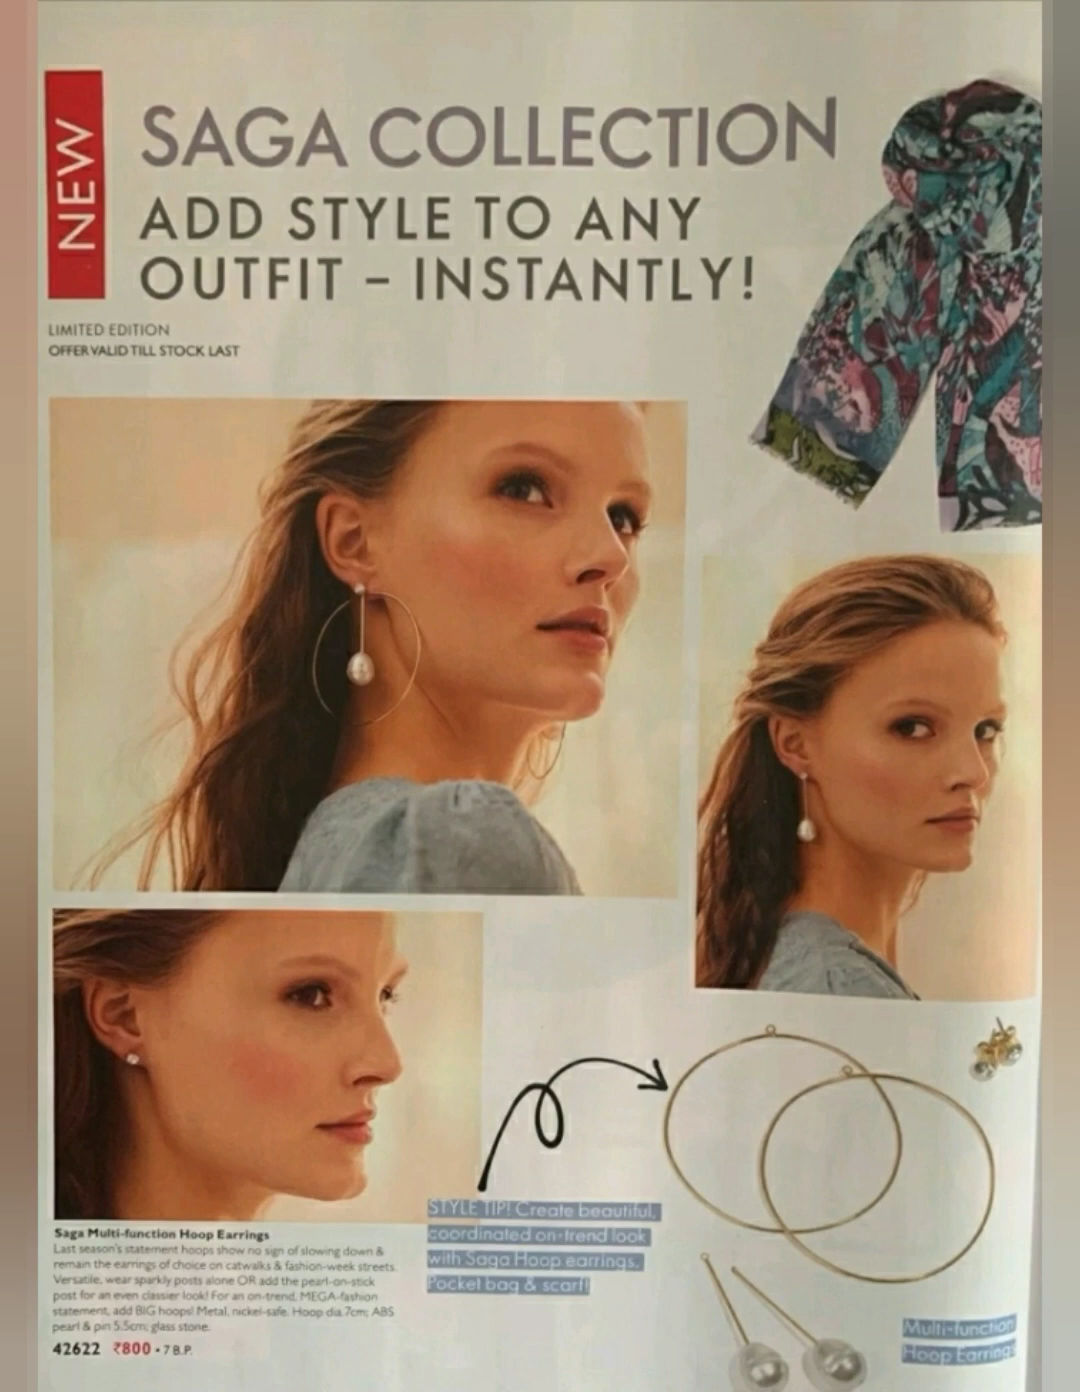 NEW
SAGA COLLECTION
ADD STYLE TO ANY
OUTFIT – INSTANTLY!
LIMITED EDITION
OFFER VALID TILL STOCK LAST
Saga Multi-function Hoop Earrings
Last season's statement hoops show no sign of slowing down &
remain the earrings of choice on catwalks & fashion-week streets.
Versatile, wear sparkly posts alone OR add the pearl-on-stick
post for an even classier look! For an on-trend, MEGA-fashion
statement, add BIG hoops! Metal, nickel-safe. Hoop dia.7cm; ABS
pearl & pin 5.5cm; glass stone.
42622 ₹800 • 7 B.P.
STYLE TIP! Create beautiful,
coordinated on-trend look
with Saga Hoop earrings,
Pocket bag & scarf!
Multi-function
Hoop Earrings